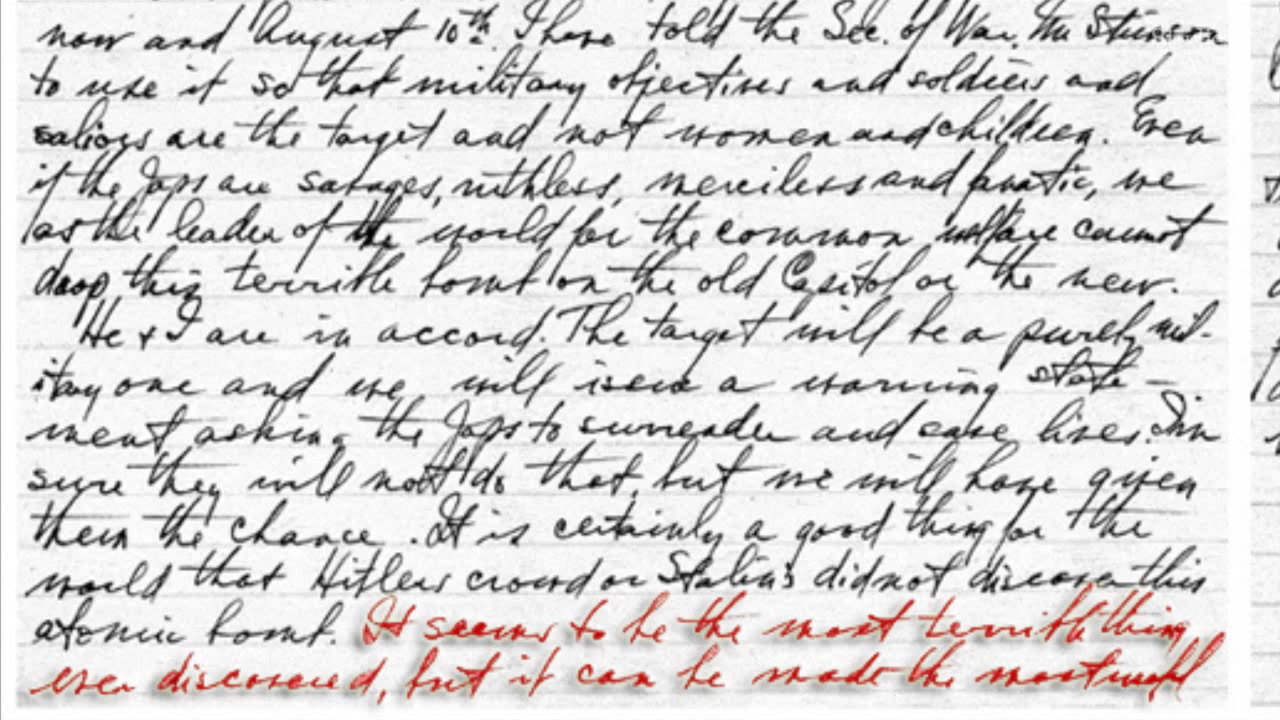 now and August 10th. I have told the Sec. of War, Mr Stimson
to use it so that military objectives and soldiers and
sailors are the target and not women and children. Even
if the Japs are savages, ruthless, merciless and fanatic, we
as the leader of the world for the common welfare cannot
drop this terrible bomb on the old Capitol or the new.
He & I are in accord. The target will be a purely mil-
itary one and we will issue a warning state-
ment asking the Japs to surrender and save lives. I'm
sure they will not do that, but we will have given
them the chance. It is certainly a good thing for the
world that Hitlers crowd or Stalin's did not discover this
atomic bomb. It seems to be the most terrible thing
ever discovered, but it can be made the most useful